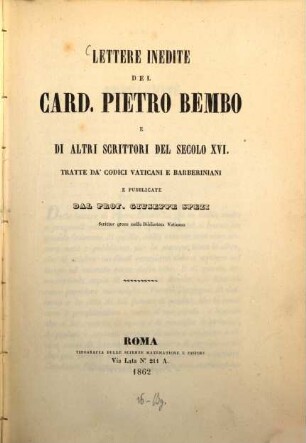 LETTERE INEDITE
DEL
CARD. PIETRO BEMBO
E
DI ALTRI SCRITTORI DEL SECOLO XVI.
TRATTE DA' CODICI VATICANI E BARBERINIANI
E PUBBLICATE
DAL PROF. GIUSEPPE SPEZI
Scrittor greco nella Biblioteca Vaticana
ROMA
TIPOGRAFIA DELLE SCIENZE MATEMATICHE E FISICHE
Via Lata N° 211 A.
1862